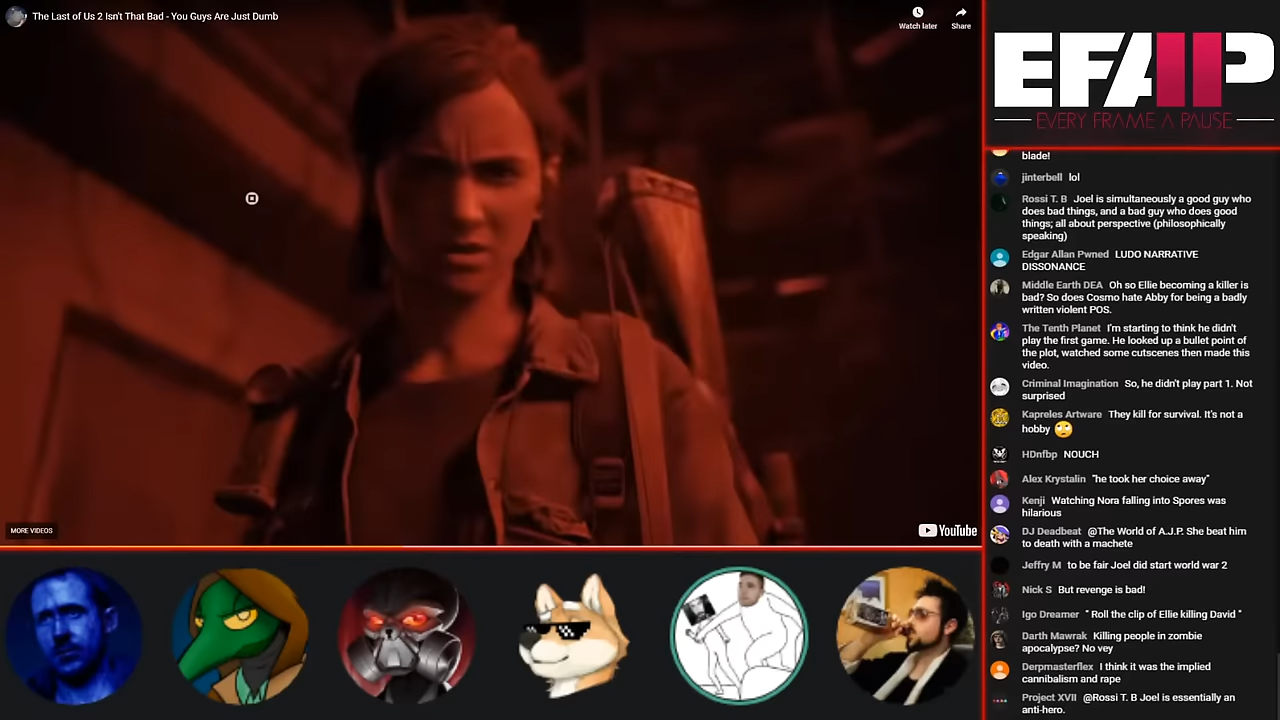 The Last of Us 2 Isn't That Bad - You Guys Are Just Dumb
Watch later
Share
MORE VIDEOS
YouTube
EFAP
EVERY FRAME A PAUSE
blade!
jinterbell lol
Rossi T. B Joel is simultaneously a good guy who
does bad things, and a bad guy who does good
things; all about perspective (philosophically
speaking)
Edgar Allan Pwned LUDO NARRATIVE
DISSONANCE
Middle Earth DEA Oh so Ellie becoming a killer is
bad? So does Cosmo hate Abby for being a badly
written violent POS.
The Tenth Planet I'm starting to think he didn't
play the first game. He looked up a bullet point of
the plot, watched some cutscenes then made this
video.
Criminal Imagination So, he didn't play part 1. Not
surprised
Kapreles Artware They kill for survival. It's not a
hobby 🙄
HDnfbp NOUCH
Alex Krystalin "he took her choice away"
Kenji Watching Nora falling into Spores was
hilarious
DJ Deadbeat @The World of A.J.P. She beat him
to death with a machete
Jeffry M to be fair Joel did start world war 2
Nick S But revenge is bad!
Igo Dreamer " Roll the clip of Ellie killing David "
Darth Mawrak Killing people in zombie
apocalypse? No vey
Derpmasterflex I think it was the implied
cannibalism and rape
Project XVII @Rossi T. B Joel is essentially an
anti-hero.